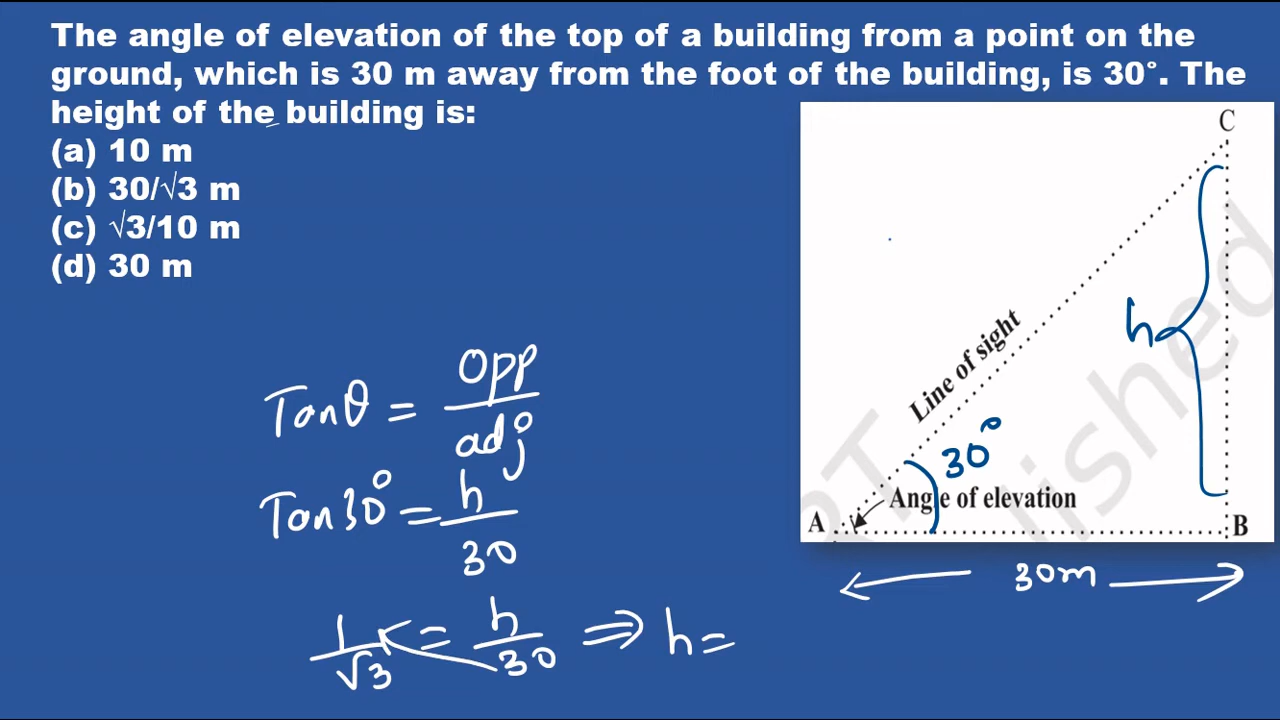 The angle of elevation of the top of a building from a point on the
ground, which is 30 m away from the foot of the building, is 30°. The
height of the building is:
(a) 10 m
(b) 30/√3 m
(c) √3/10 m
(d) 30 m
C
h
Line of sight
30°
Angle of elevation
A
B
30m
Tanθ = opp/adj
Tan30° = h/30
1/√3 = h/30 ⇒ h =